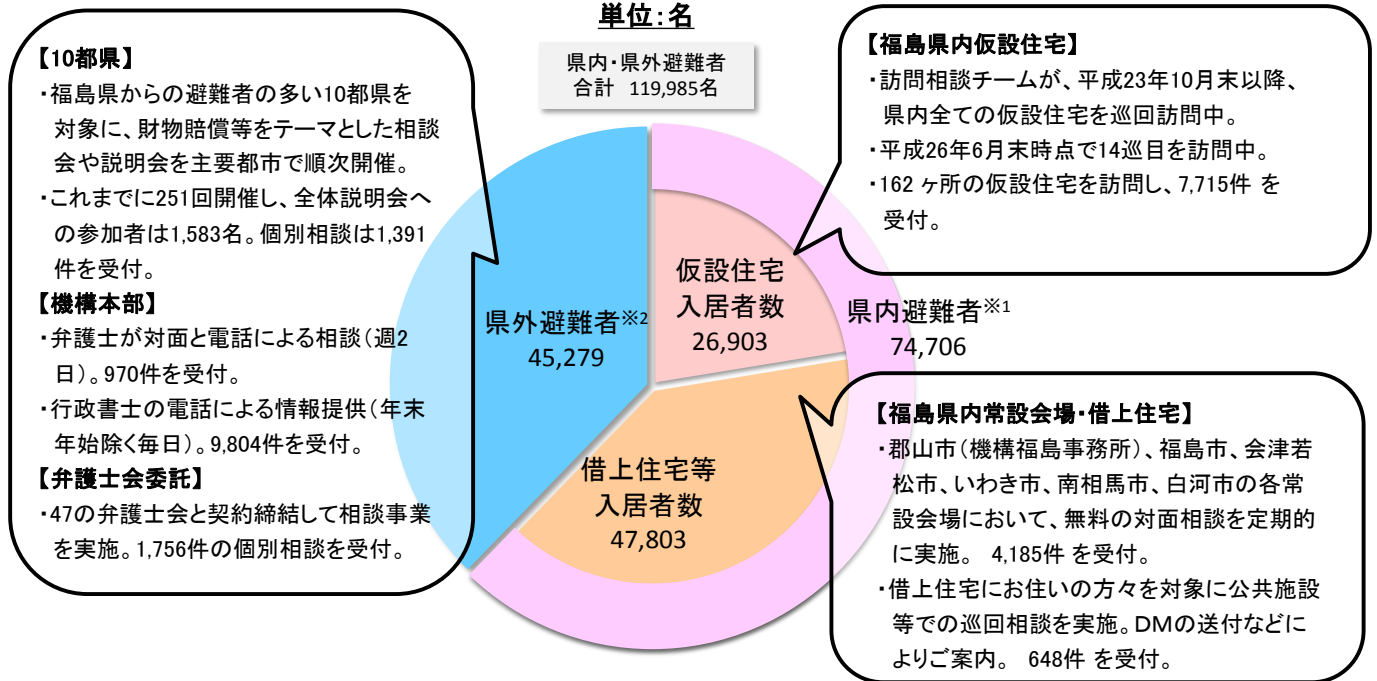 単位：名
県内・県外避難者
合計 119,985名
【10都県】
・福島県からの避難者の多い10都県を
対象に、財物賠償等をテーマとした相談
会や説明会を主要都市で順次開催。
・これまでに251回開催し、全体説明会へ
の参加者は1,583名。個別相談は1,391
件を受付。
【機構本部】
・弁護士が対面と電話による相談（週2
日）。970件を受付。
・行政書士の電話による情報提供（年末
年始除く毎日）。9,804件を受付。
【弁護士会委託】
・47の弁護士会と契約締結して相談事業
を実施。1,756件の個別相談を受付。
県外避難者※2
45,279
仮設住宅
入居者数
26,903
借上住宅等
入居者数
47,803
県内避難者※1
74,706
【福島県内仮設住宅】
・訪問相談チームが、平成23年10月末以降、
県内全ての仮設住宅を巡回訪問中。
・平成26年6月末時点で14巡目を訪問中。
・162 ヶ所の仮設住宅を訪問し、7,715件 を
受付。
【福島県内常設会場・借上住宅】
・郡山市（機構福島事務所）、福島市、会津若
松市、いわき市、南相馬市、白河市の各常
設会場において、無料の対面相談を定期的
に実施。 4,185件 を受付。
・借上住宅にお住いの方々を対象に公共施設
等での巡回相談を実施。DMの送付などに
よりご案内。 648件 を受付。